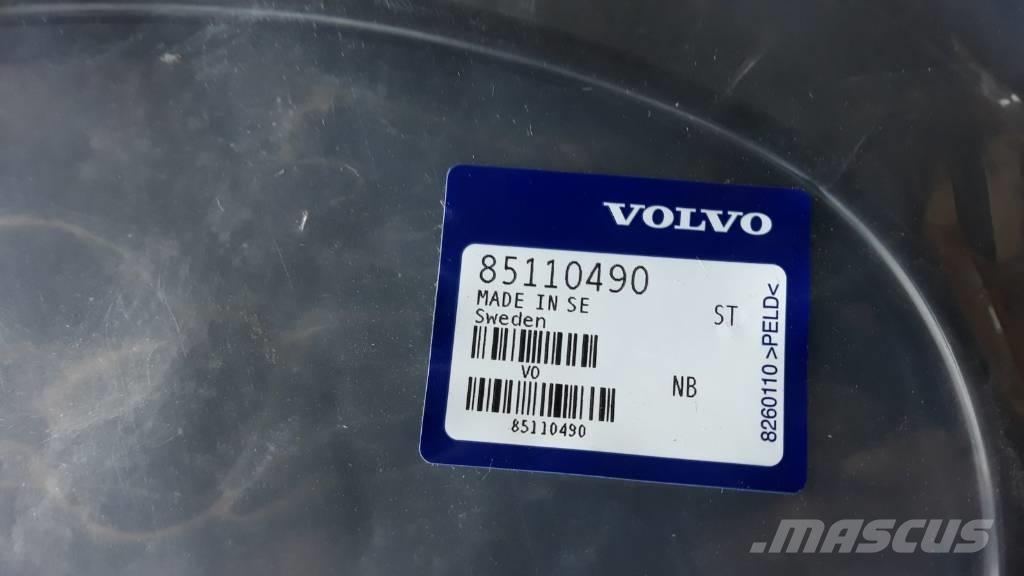 VOLVO
85110490
MADE IN SE
ST
Sweden
VO
NB
85110490
8260110 >PELD<
.MASCUS